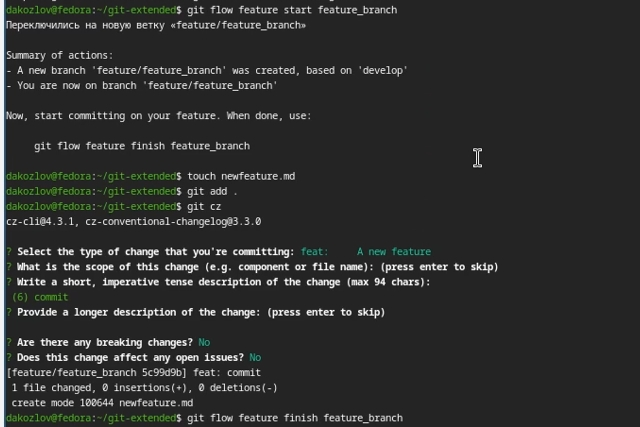 dakozlov@fedora:~/git-extended$ git flow feature start feature_branch
Переключились на новую ветку «feature/feature_branch»
Summary of actions:
- A new branch 'feature/feature_branch' was created, based on 'develop'
- You are now on branch 'feature/feature_branch'
Now, start committing on your feature. When done, use:
git flow feature finish feature_branch
dakozlov@fedora:~/git-extended$ touch newfeature.md
dakozlov@fedora:~/git-extended$ git add .
dakozlov@fedora:~/git-extended$ git cz
cz-cli@4.3.1, cz-conventional-changelog@3.3.0
? Select the type of change that you're committing: feat: A new feature
? What is the scope of this change (e.g. component or file name): (press enter to skip)
? Write a short, imperative tense description of the change (max 94 chars):
(6) commit
? Provide a longer description of the change: (press enter to skip)
? Are there any breaking changes? No
? Does this change affect any open issues? No
[feature/feature_branch 5c99d9b] feat: commit
1 file changed, 0 insertions(+), 0 deletions(-)
create mode 100644 newfeature.md
dakozlov@fedora:~/git-extended$ git flow feature finish feature_branch